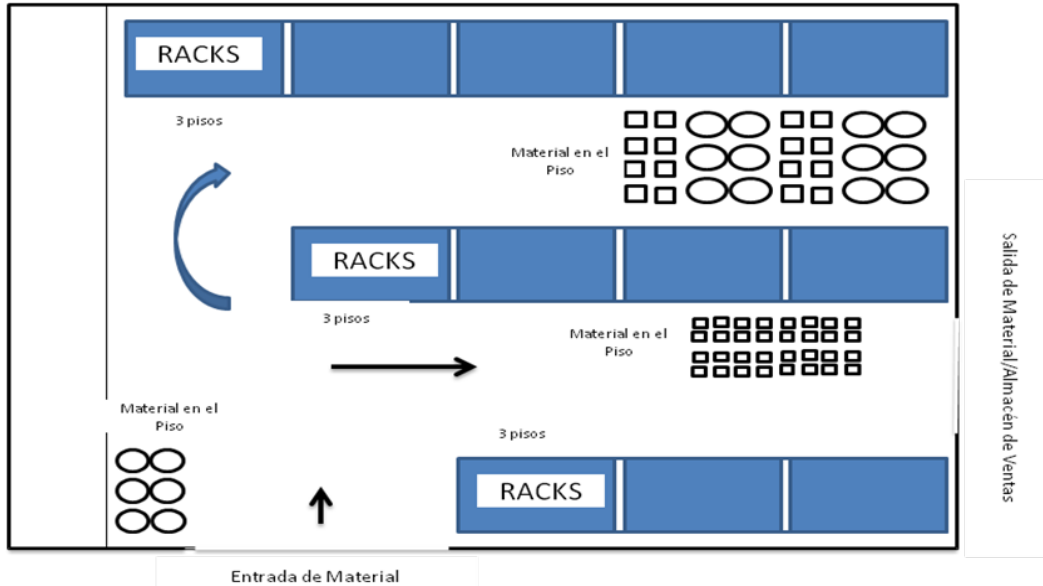 RACKS
3 pisos
Material en el
Piso
RACKS
3 pisos
Material en el
Piso
Material en el
Piso
3 pisos
RACKS
Entrada de Material
Salida de Material/Almacén de Ventas